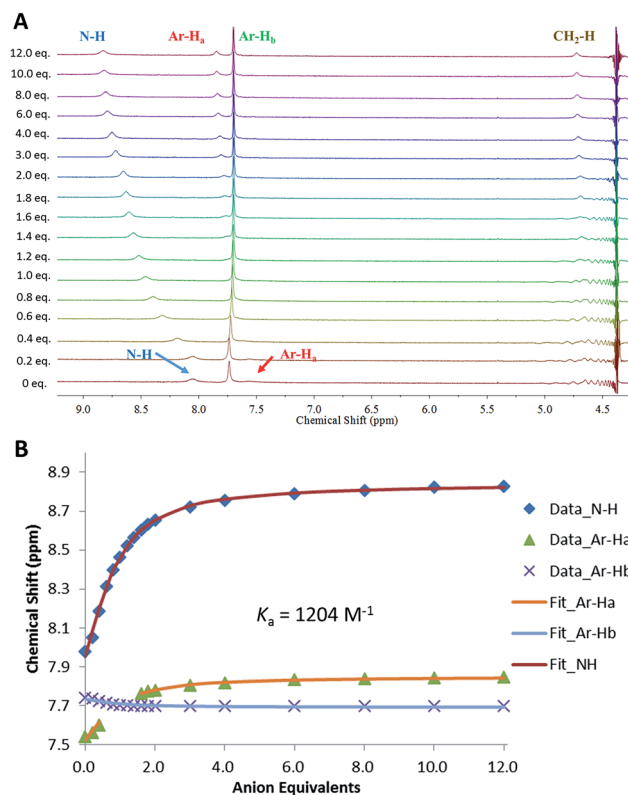 A
N-H
Ar-Ha
Ar-Hb
CH2-H
12.0 eq.
10.0 eq.
8.0 eq.
6.0 eq.
4.0 eq.
3.0 eq.
2.0 eq.
1.8 eq.
1.6 eq.
1.4 eq.
1.2 eq.
1.0 eq.
0.8 eq.
0.6 eq.
0.4 eq.
0.2 eq.
0 eq.
N-H
Ar-Ha
9.0 8.5 8.0 7.5 7.0 6.5 6.0 5.5 5.0 4.5
Chemical Shift (ppm)
B
8.9
8.7
8.5
8.3
8.1
7.9
7.7
7.5
Chemical Shift (ppm)
Ka = 1204 M-1
0.0 2.0 4.0 6.0 8.0 10.0 12.0
Anion Equivalents
Data_N-H
Data_Ar-Ha
Data_Ar-Hb
Fit_Ar-Ha
Fit_Ar-Hb
Fit_NH